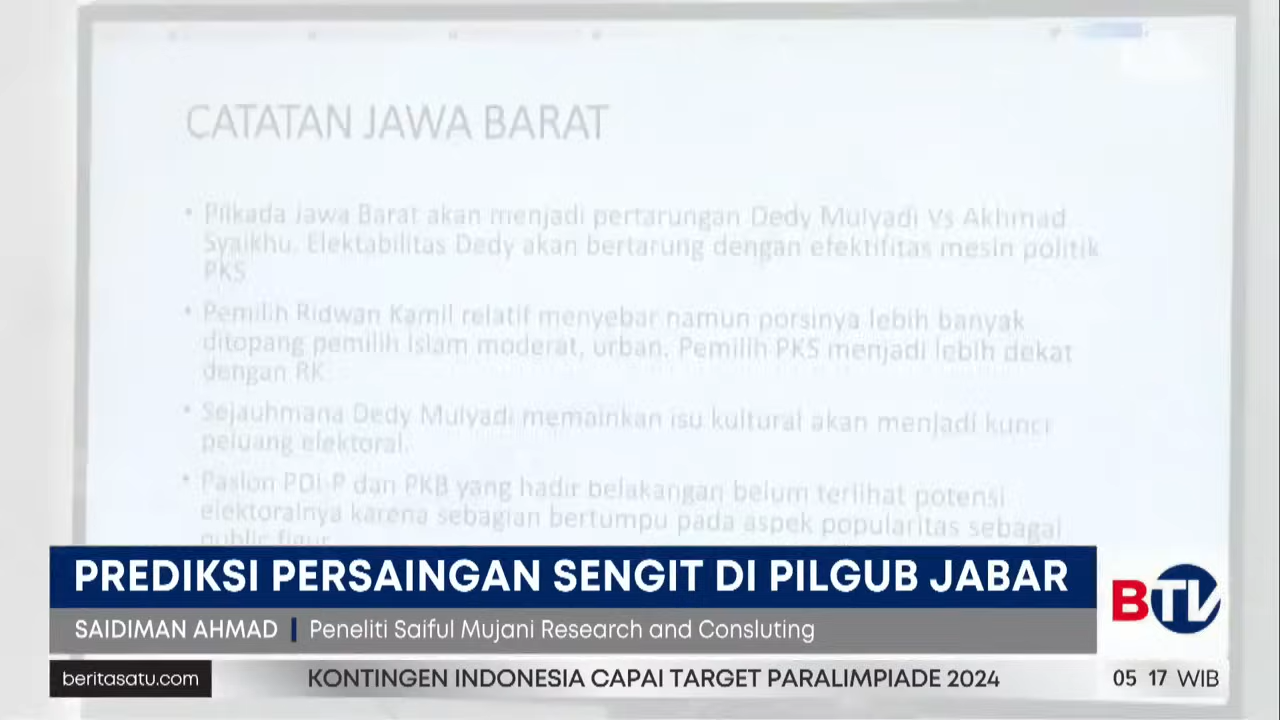 CATATAN JAWA BARAT
• Pilkada Jawa Barat akan menjadi pertarungan Dedy Mulyadi Vs Akhmad
Syaikhu. Elektabilitas Dedy akan bertarung dengan efektifitas mesin politik
PKS
• Pemilih Ridwan Kamil relatif menyebar namun porsinya lebih banyak
ditopang pemilih Islam moderat, urban. Pemilih PKS menjadi lebih dekat
dengan RK
• Sejauhmana Dedy Mulyadi memainkan isu kultural akan menjadi kunci
peluang elektoral.
• Paslon PDI-P dan PKB yang hadir belakangan belum terlihat potensi
elektoralnya karena sebagian bertumpu pada aspek popularitas sebagai
public figur
PREDIKSI PERSAINGAN SENGIT DI PILGUB JABAR
SAIDIMAN AHMAD | Peneliti Saiful Mujani Research and Consluting
BTV
beritasatu.com
KONTINGEN INDONESIA CAPAI TARGET PARALIMPIADE 2024
05 17 WIB